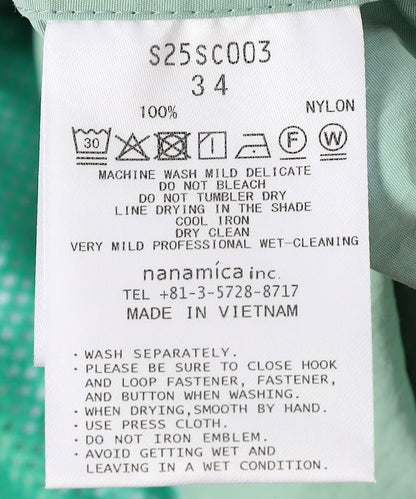 S25SC003
34
100% NYLON
30 F W
MACHINE WASH MILD DELICATE
DO NOT BLEACH
DO NOT TUMBLER DRY
LINE DRYING IN THE SHADE
COOL IRON
DRY CLEAN
VERY MILD PROFESSIONAL WET-CLEANING
nanamica inc.
TEL +81-3-5728-8717
MADE IN VIETNAM
・WASH SEPARATELY.
・PLEASE BE SURE TO CLOSE HOOK
AND LOOP FASTENER, FASTENER,
AND BUTTON WHEN WASHING.
・WHEN DRYING,SMOOTH BY HAND.
・USE PRESS CLOTH.
・DO NOT IRON EMBLEM.
・AVOID GETTING WET AND
LEAVING IN A WET CONDITION.